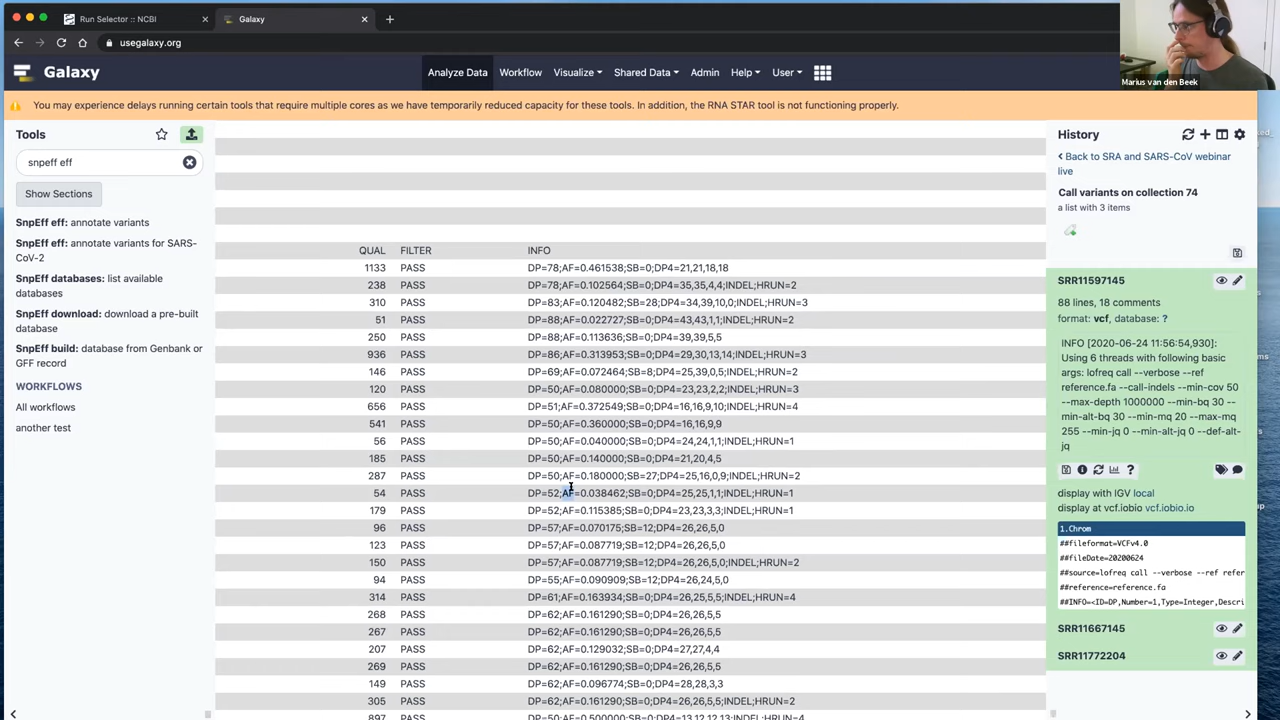 Run Selector :: NCBI
Galaxy
usegalaxy.org
Marius van den Beek
Galaxy
Analyze Data
Workflow
Visualize
Shared Data
Admin
Help
User
You may experience delays running certain tools that require multiple cores as we have temporarily reduced capacity for these tools. In addition, the RNA STAR tool is not functioning properly.
Tools
snpeff eff
Show Sections
SnpEff eff: annotate variants
SnpEff eff: annotate variants for SARS-
CoV-2
SnpEff databases: list available
databases
SnpEff download: download a pre-built
database
SnpEff build: database from Genbank or
GFF record
WORKFLOWS
All workflows
another test
QUAL FILTER INFO
1133 PASS DP=78;AF=0.461538;SB=0;DP4=21,21,18,18
238 PASS DP=78;AF=0.102564;SB=0;DP4=35,35,4,4;INDEL;HRUN=2
310 PASS DP=83;AF=0.120482;SB=28;DP4=34,39,10,0;INDEL;HRUN=3
51 PASS DP=88;AF=0.022727;SB=0;DP4=43,43,1,1;INDEL;HRUN=2
250 PASS DP=88;AF=0.113636;SB=0;DP4=39,39,5,5
936 PASS DP=86;AF=0.313953;SB=0;DP4=29,30,13,14;INDEL;HRUN=3
146 PASS DP=69;AF=0.072464;SB=8;DP4=25,39,0,5;INDEL;HRUN=2
120 PASS DP=50;AF=0.080000;SB=0;DP4=23,23,2,2;INDEL;HRUN=3
656 PASS DP=51;AF=0.372549;SB=0;DP4=16,16,9,10;INDEL;HRUN=4
541 PASS DP=50;AF=0.360000;SB=0;DP4=16,16,9,9
56 PASS DP=50;AF=0.040000;SB=0;DP4=24,24,1,1;INDEL;HRUN=1
185 PASS DP=50;AF=0.140000;SB=0;DP4=21,20,4,5
287 PASS DP=50;AF=0.180000;SB=27;DP4=25,16,0,9;INDEL;HRUN=2
54 PASS DP=52;AF=0.038462;SB=0;DP4=25,25,1,1;INDEL;HRUN=1
179 PASS DP=52;AF=0.115385;SB=0;DP4=23,23,3,3;INDEL;HRUN=1
96 PASS DP=57;AF=0.070175;SB=12;DP4=26,26,5,0
123 PASS DP=57;AF=0.087719;SB=12;DP4=26,26,5,0
150 PASS DP=57;AF=0.087719;SB=12;DP4=26,26,5,0;INDEL;HRUN=2
94 PASS DP=55;AF=0.090909;SB=12;DP4=26,24,5,0
314 PASS DP=61;AF=0.163934;SB=0;DP4=26,25,5,5;INDEL;HRUN=4
268 PASS DP=62;AF=0.161290;SB=0;DP4=26,26,5,5
267 PASS DP=62;AF=0.161290;SB=0;DP4=26,26,5,5
207 PASS DP=62;AF=0.129032;SB=0;DP4=27,27,4,4
269 PASS DP=62;AF=0.161290;SB=0;DP4=26,26,5,5
149 PASS DP=62;AF=0.096774;SB=0;DP4=28,28,3,3
305 PASS DP=62;AF=0.161290;SB=0;DP4=26,26,5,5;INDEL;HRUN=2
897 PASS DP=50;AF=0.500000;SB=0;DP4=13,12,12,13;INDEL;HRUN=4
History
Back to SRA and SARS-CoV webinar
live
Call variants on collection 74
a list with 3 items
SRR11597145
88 lines, 18 comments
format: vcf, database: ?
INFO [2020-06-24 11:56:54,930]:
Using 6 threads with following basic
args: lofreq call --verbose --ref
reference.fa --call-indels --min-cov 50
--max-depth 1000000 --min-bq 30 --
min-alt-bq 30 --min-mq 20 --max-mq
255 --min-jq 0 --min-alt-jq 0 --def-alt-
jq
display with IGV local
display at vcf.iobio vcf.iobio.io
1.Chrom
##fileformat=VCFv4.0
##fileDate=20200624
##source=lofreq call --verbose --ref refer
##reference=reference.fa
##INFO=<ID=DP,Number=1,Type=Integer,Descri
SRR11667145
SRR11772204